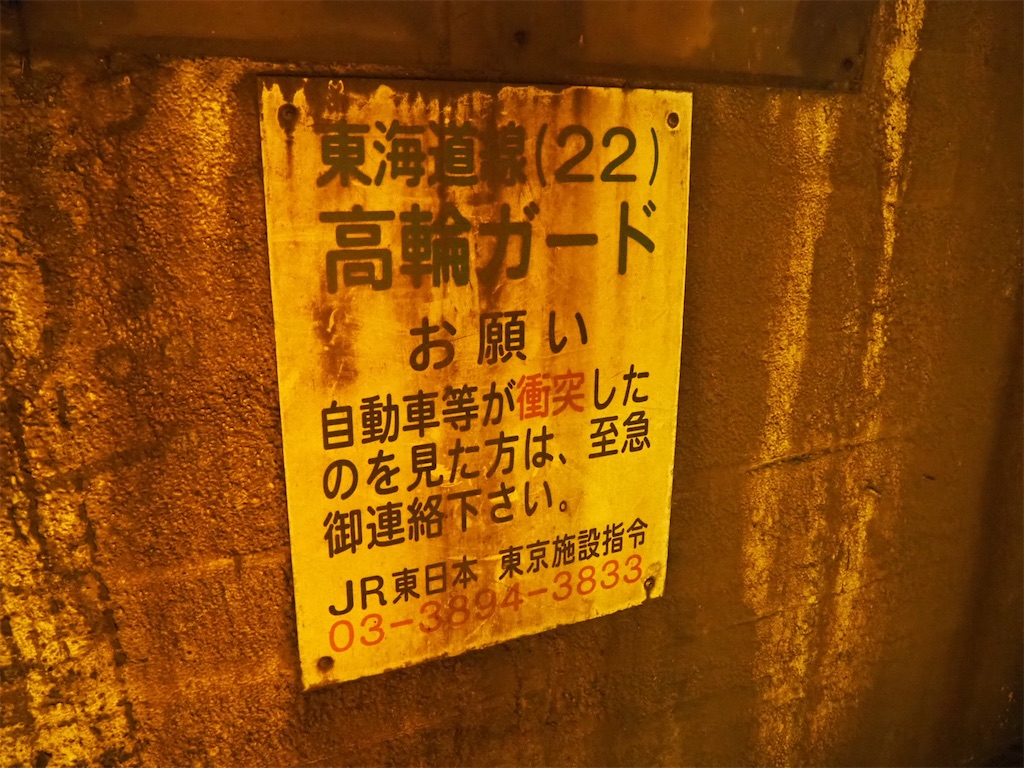 東海道線(22)
高輪ガード
お願い
自動車等が衝突した
のを見た方は、至急
御連絡下さい。
JR東日本 東京施設指令
03-3894-3833